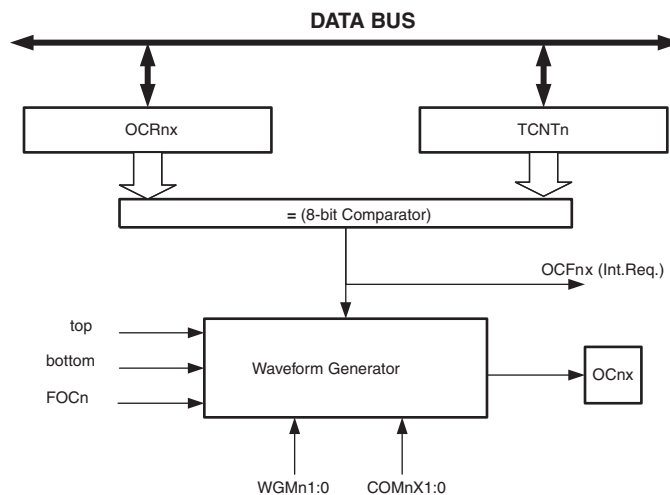 DATA BUS
OCRnx
TCNTn
= (8-bit Comparator)
OCFnx (Int.Req.)
top
bottom
FOCn
Waveform Generator
OCnx
WGMn1:0
COMnX1:0